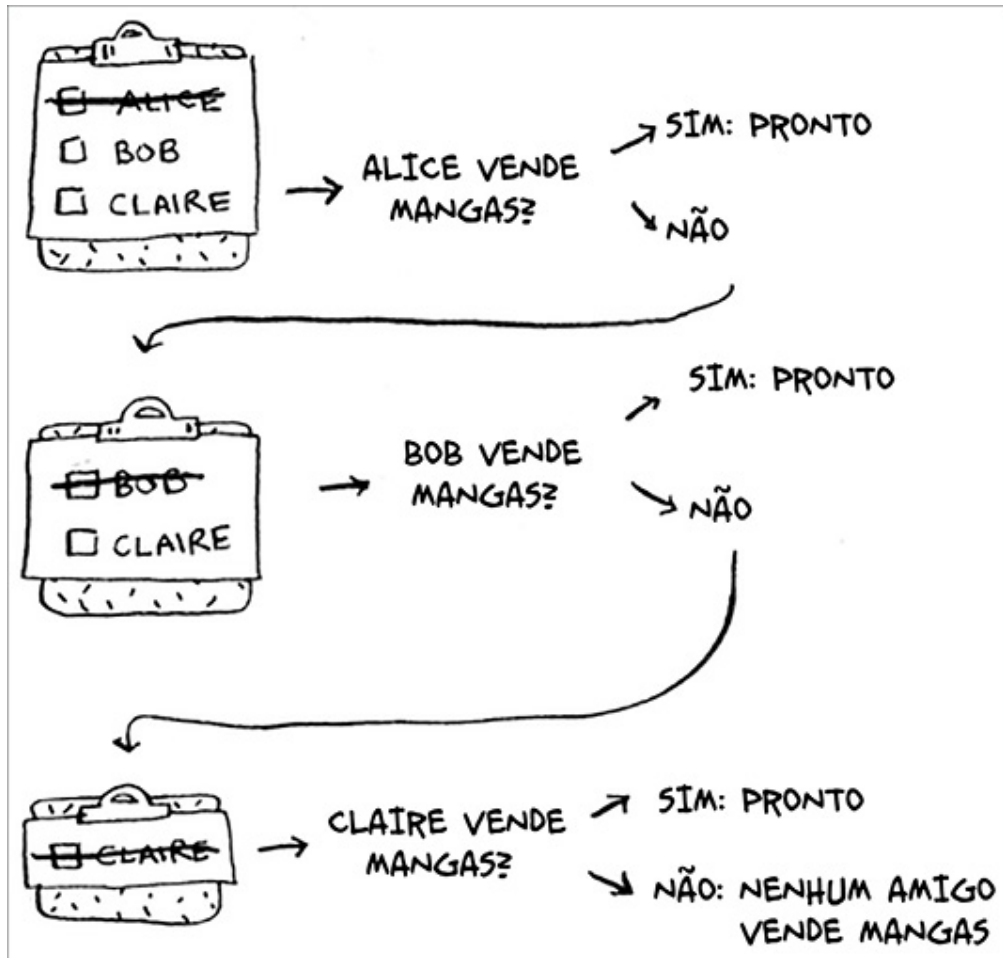 ALICE
BOB
CLAIRE
ALICE VENDE
MANGAS?
SIM: PRONTO
NÃO
BOB
CLAIRE
BOB VENDE
MANGAS?
SIM: PRONTO
NÃO
CLAIRE
CLAIRE VENDE
MANGAS?
SIM: PRONTO
NÃO: NENHUM AMIGO
VENDE MANGAS